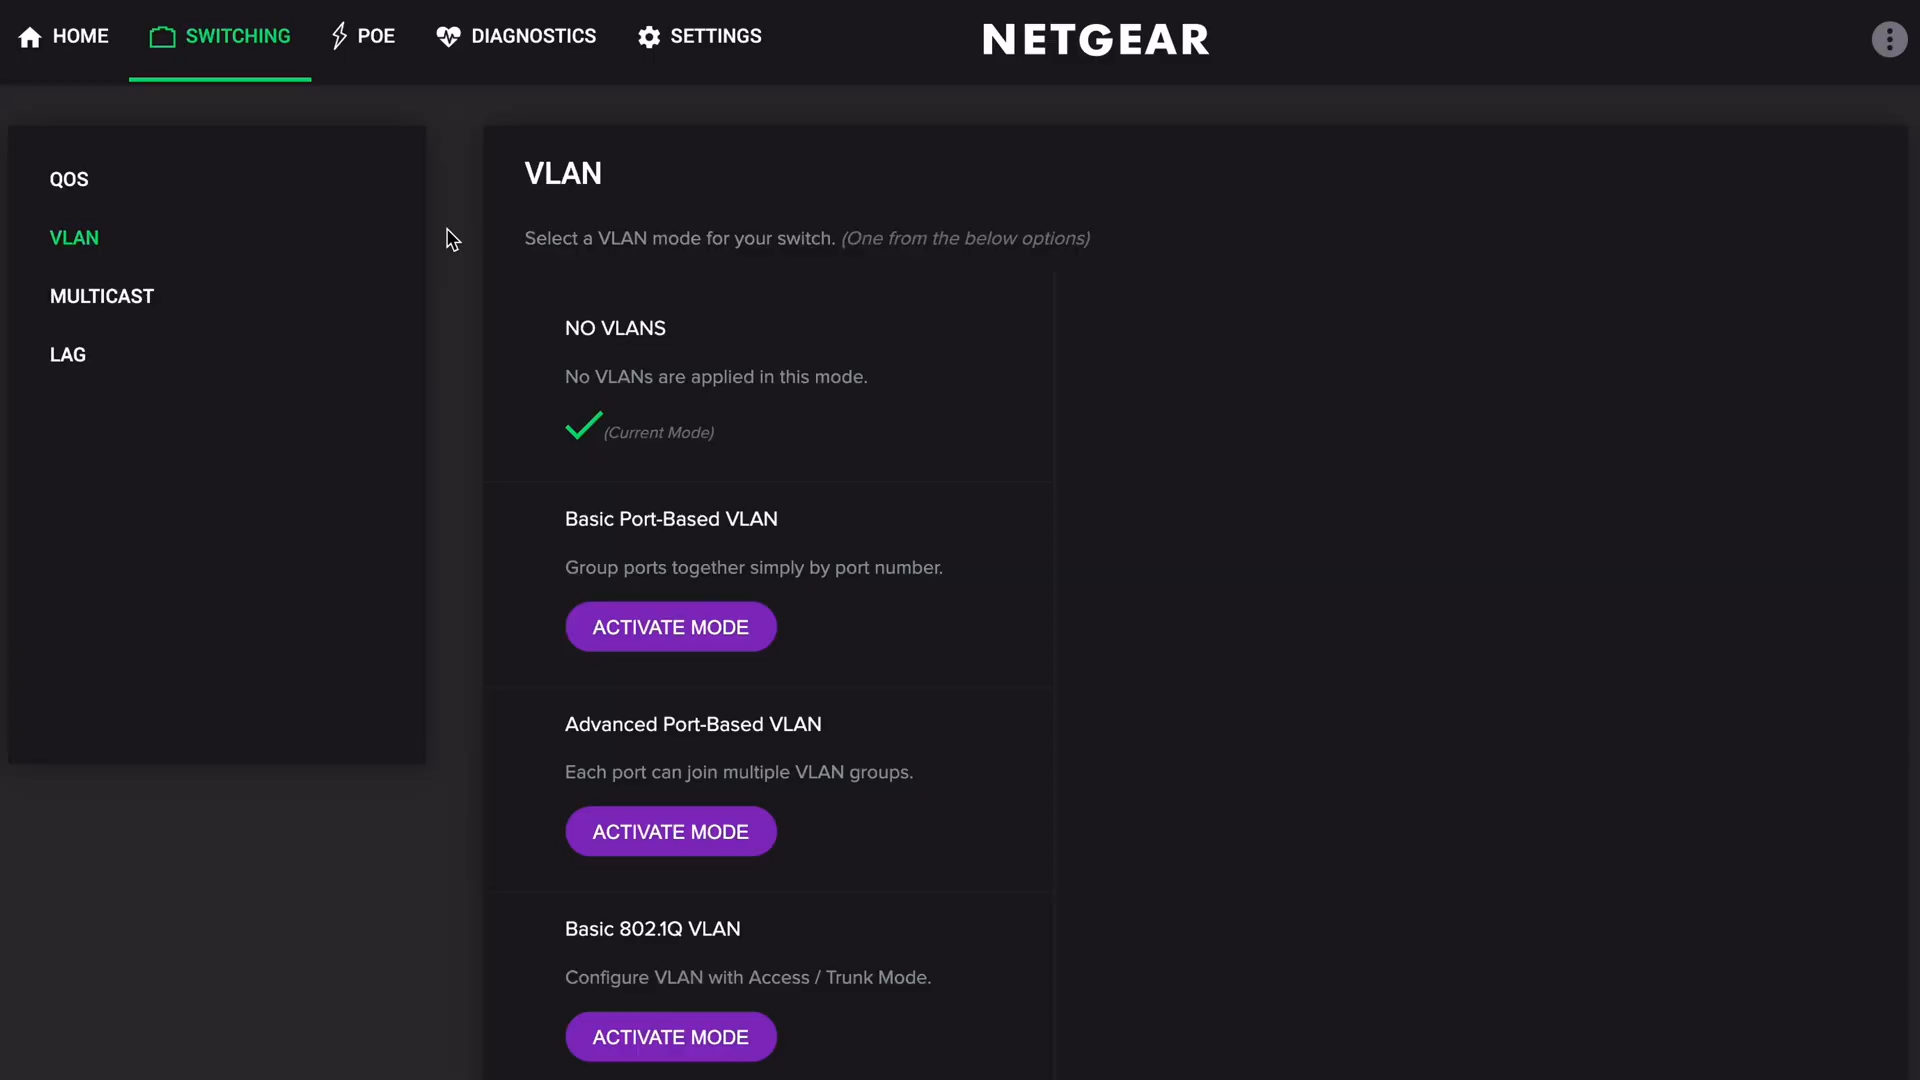 HOME
SWITCHING
POE
DIAGNOSTICS
SETTINGS
NETGEAR
QOS
VLAN
MULTICAST
LAG
VLAN
Select a VLAN mode for your switch. (One from the below options)
NO VLANS
No VLANs are applied in this mode.
(Current Mode)
Basic Port-Based VLAN
Group ports together simply by port number.
ACTIVATE MODE
Advanced Port-Based VLAN
Each port can join multiple VLAN groups.
ACTIVATE MODE
Basic 802.1Q VLAN
Configure VLAN with Access / Trunk Mode.
ACTIVATE MODE